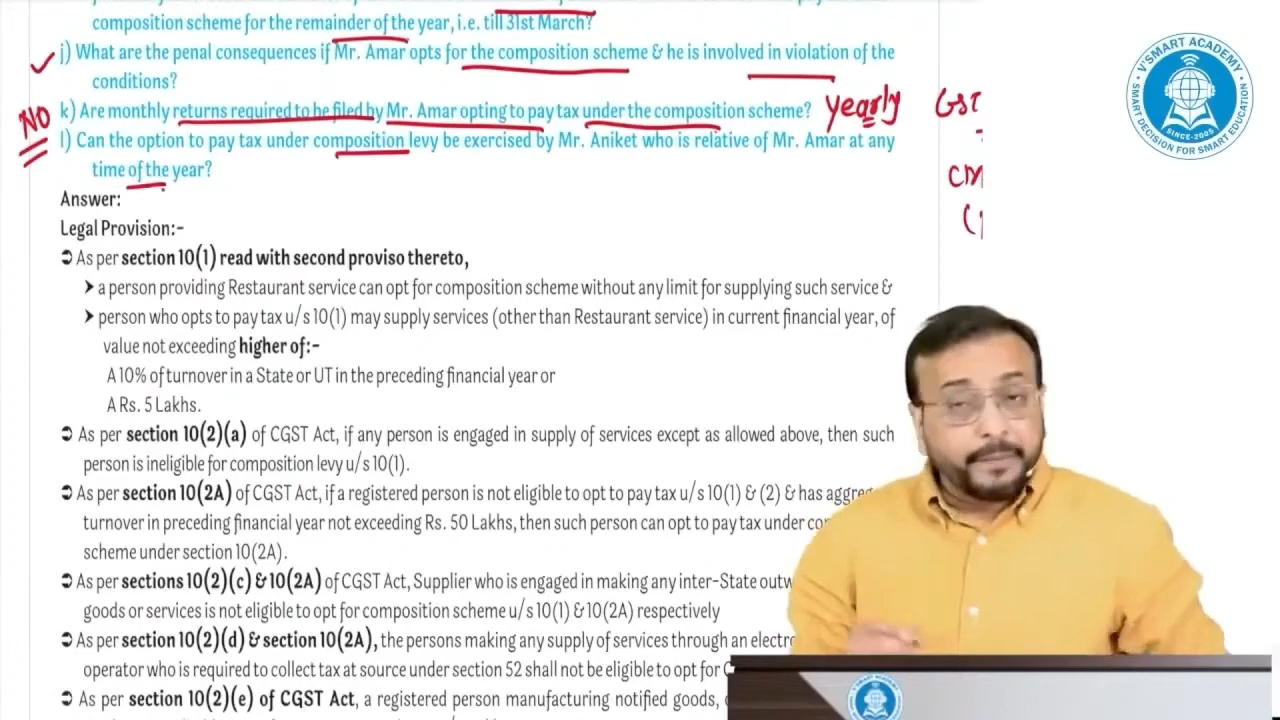 composition scheme for the remainder of the year, i.e. till 31st March?
j) What are the penal consequences if Mr. Amar opts for the composition scheme & he is involved in violation of the
conditions?
NO
k) Are monthly returns required to be filed by Mr. Amar opting to pay tax under the composition scheme? yearly
l) Can the option to pay tax under composition levy be exercised by Mr. Aniket who is relative of Mr. Amar at any
time of the year?
Answer:
Legal Provision:-
➲ As per section 10(1) read with second proviso thereto,
➤ a person providing Restaurant service can opt for composition scheme without any limit for supplying such service &
➤ person who opts to pay tax u/s 10(1) may supply services (other than Restaurant service) in current financial year, of
value not exceeding higher of:-
A 10% of turnover in a State or UT in the preceding financial year or
A Rs. 5 Lakhs.
➲ As per section 10(2)(a) of CGST Act, if any person is engaged in supply of services except as allowed above, then such
person is ineligible for composition levy u/s 10(1).
➲ As per section 10(2A) of CGST Act, if a registered person is not eligible to opt to pay tax u/s 10(1) & (2) & has aggre
turnover in preceding financial year not exceeding Rs. 50 Lakhs, then such person can opt to pay tax under co
scheme under section 10(2A).
➲ As per sections 10(2)(c) & 10(2A) of CGST Act, Supplier who is engaged in making any inter-State outw
goods or services is not eligible to opt for composition scheme u/s 10(1) & 10(2A) respectively
➲ As per section 10(2)(d) & section 10(2A), the persons making any supply of services through an electro
operator who is required to collect tax at source under section 52 shall not be eligible to opt for
➲ As per section 10(2)(e) of CGST Act, a registered person manufacturing notified goods,
GST
V'SMART ACADEMY
SMART DECISION FOR SMART EDUCATION
SINCE-2005